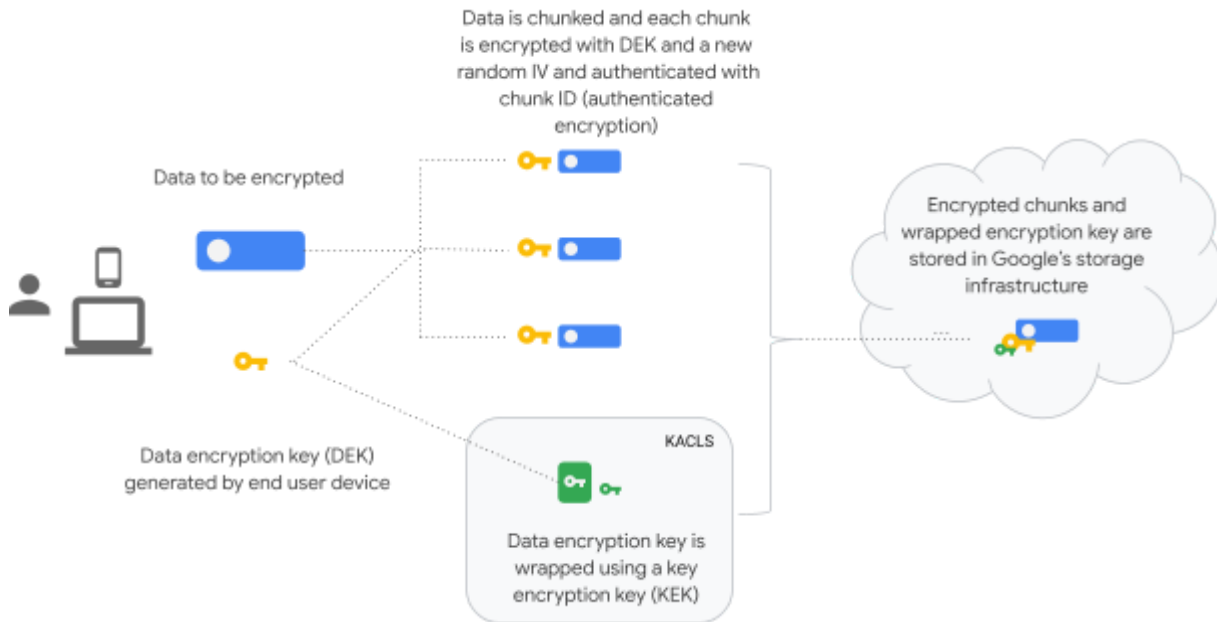 Data is chunked and each chunk
is encrypted with DEK and a new
random IV and authenticated with
chunk ID (authenticated
encryption)
Data to be encrypted
Encrypted chunks and
wrapped encryption key are
stored in Google's storage
infrastructure
Data encryption key (DEK)
generated by end user device
KACLS
Data encryption key is
wrapped using a key
encryption key (KEK)